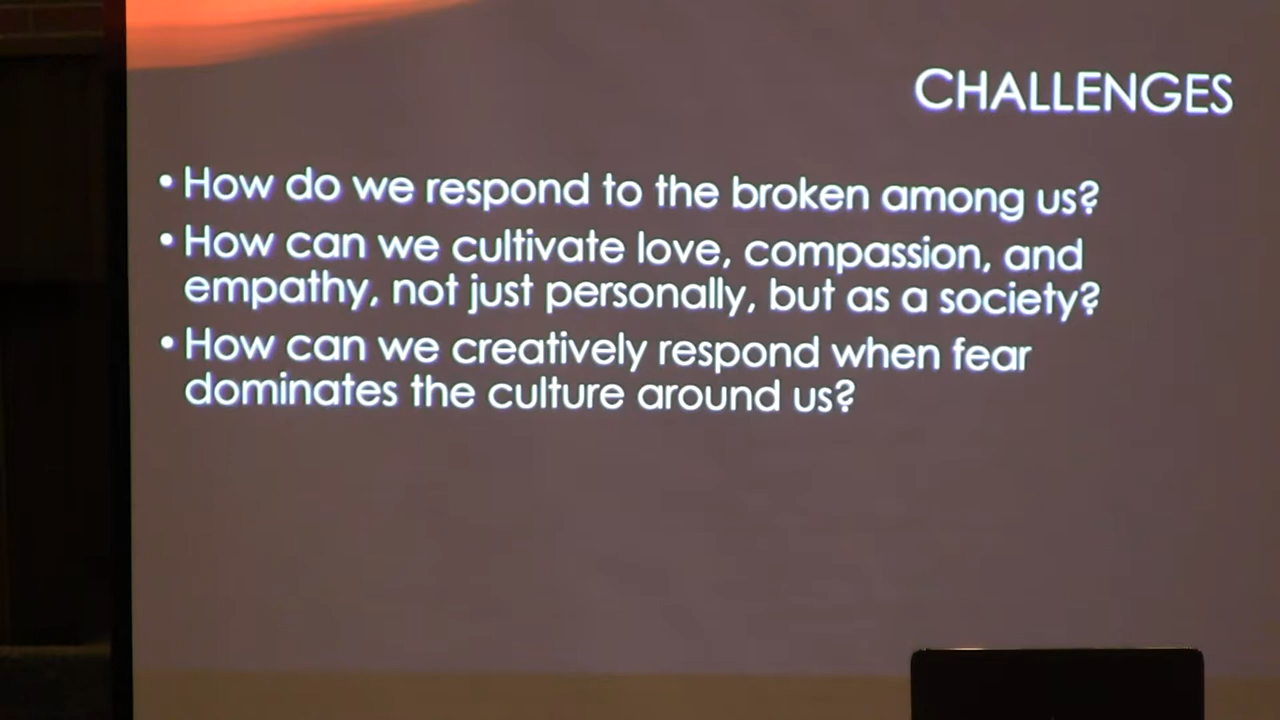 CHALLENGES
• How do we respond to the broken among us?
• How can we cultivate love, compassion, and
empathy, not just personally, but as a society?
• How can we creatively respond when fear
dominates the culture around us?